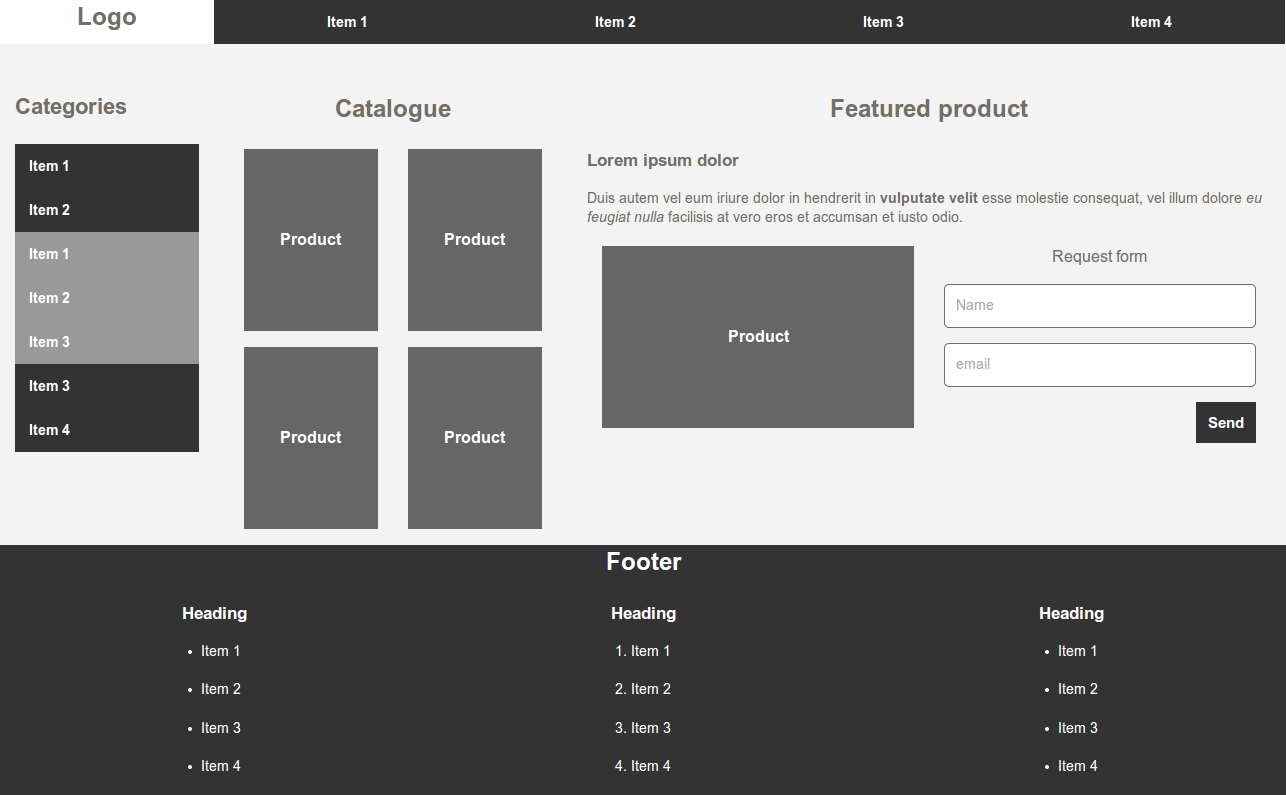 Logo
Item 1
Item 2
Item 3
Item 4
Categories
Item 1
Item 2
Item 1
Item 2
Item 3
Item 3
Item 4
Catalogue
Product
Product
Product
Product
Featured product
Lorem ipsum dolor
Duis autem vel eum iriure dolor in hendrerit in vulputate velit esse molestie consequat, vel illum dolore eu
feugiat nulla facilisis at vero eros et accumsan et iusto odio.
Product
Request form
Name
email
Send
Footer
Heading
• Item 1
• Item 2
• Item 3
• Item 4
Heading
1. Item 1
2. Item 2
3. Item 3
4. Item 4
Heading
• Item 1
• Item 2
• Item 3
• Item 4